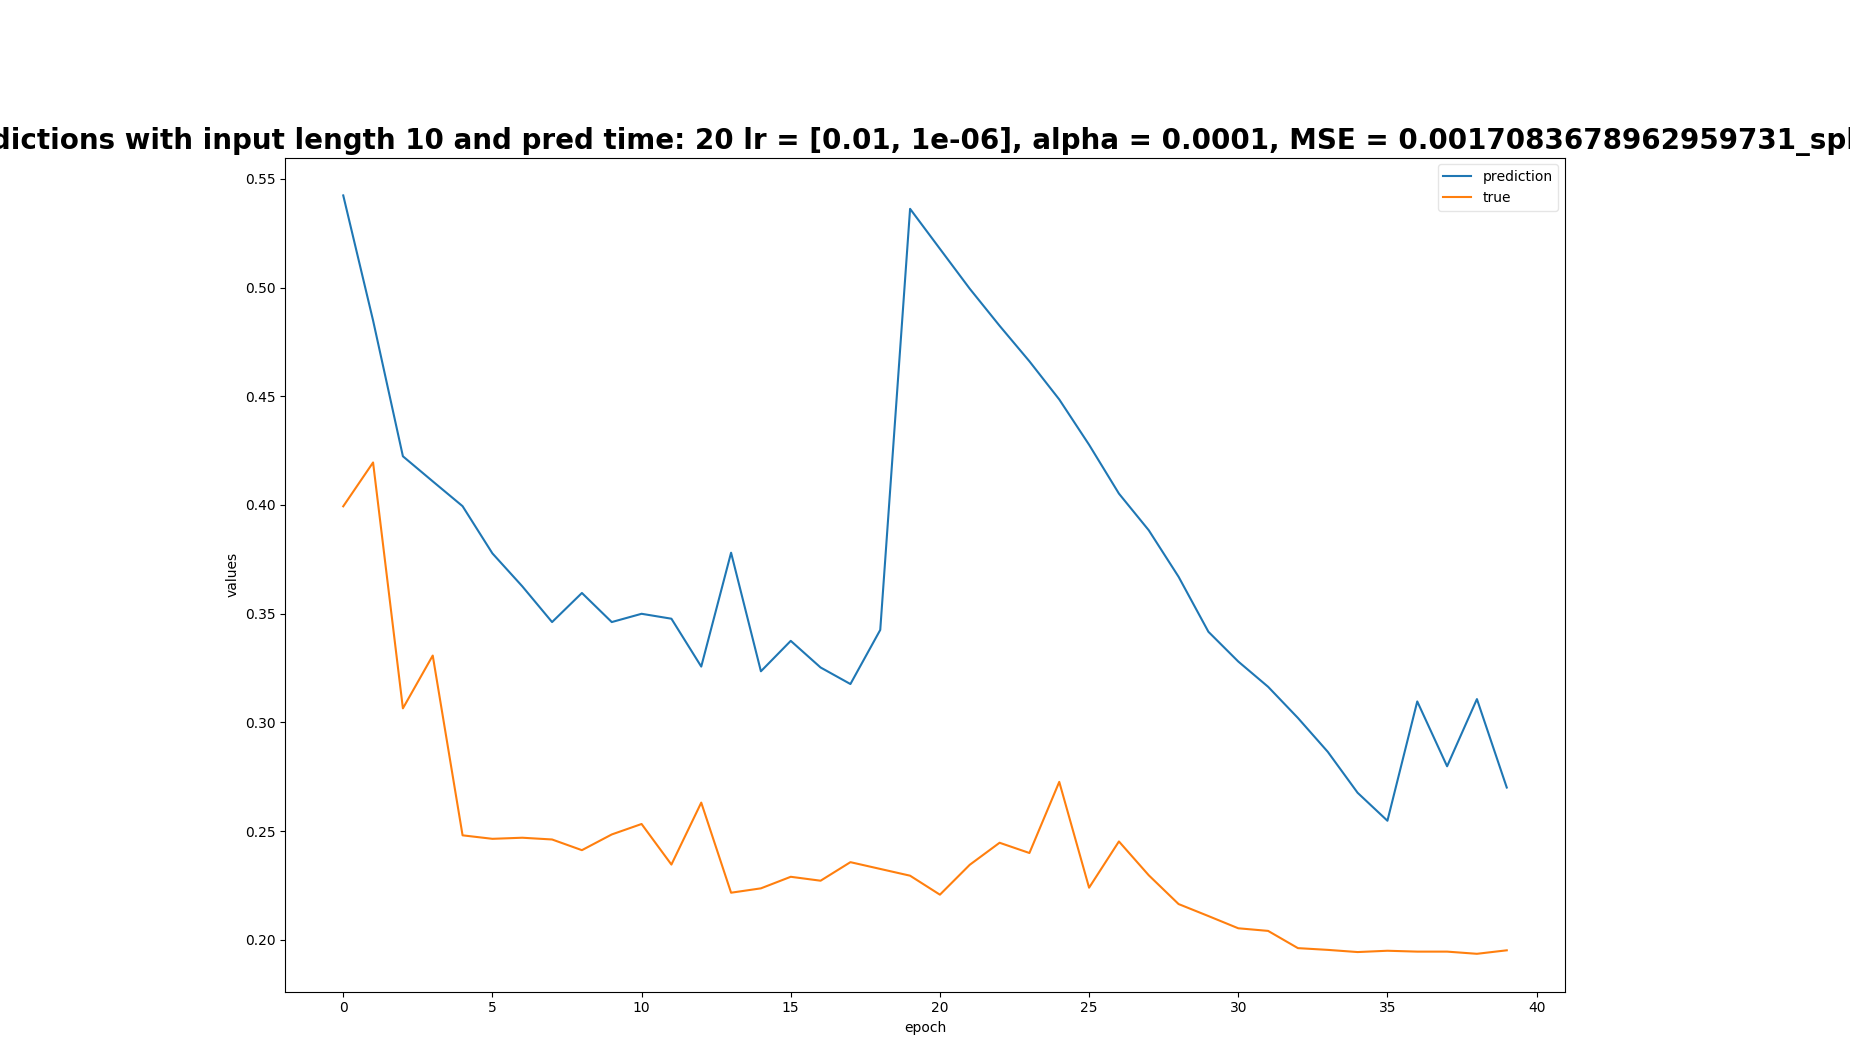 dictions with input length 10 and pred time: 20 lr = [0.01, 1e-06], alpha = 0.0001, MSE = 0.0017083678962959731_spl
prediction
true
0.55
0.50
0.45
0.40
0.35
0.30
0.25
0.20
values
0 5 10 15 20 25 30 35 40
epoch